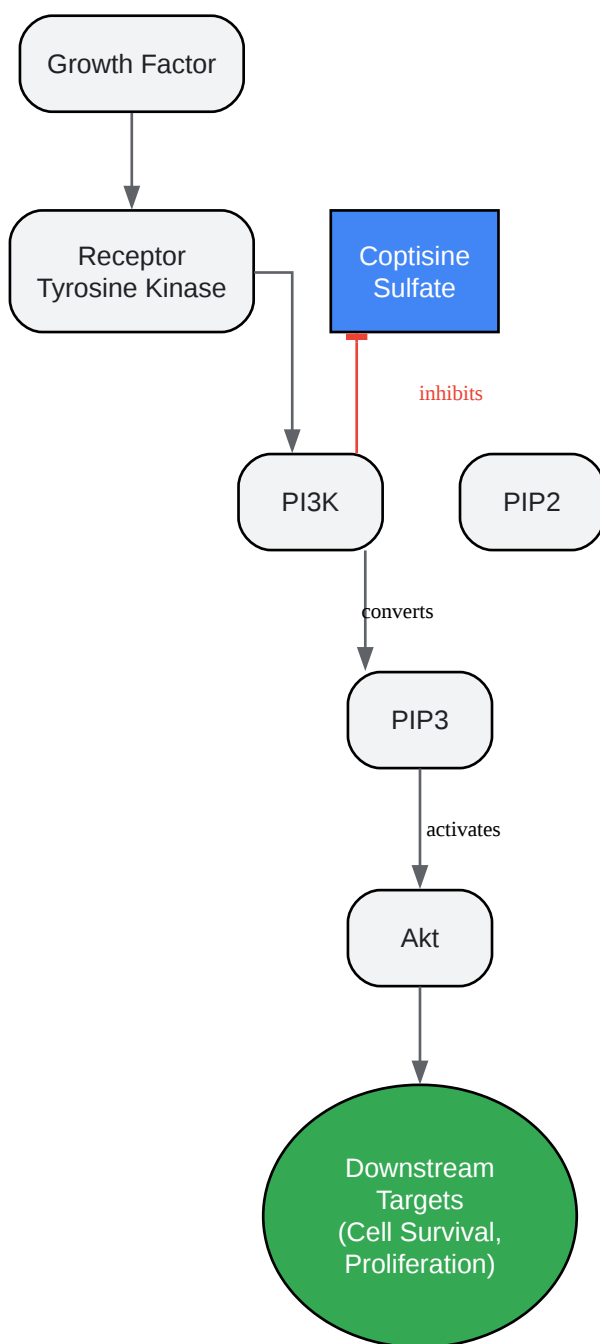 Growth Factor
Receptor
Tyrosine Kinase
Coptisine
Sulfate
inhibits
PI3K
PIP2
converts
PIP3
activates
Akt
Downstream
Targets
(Cell Survival,
Proliferation)